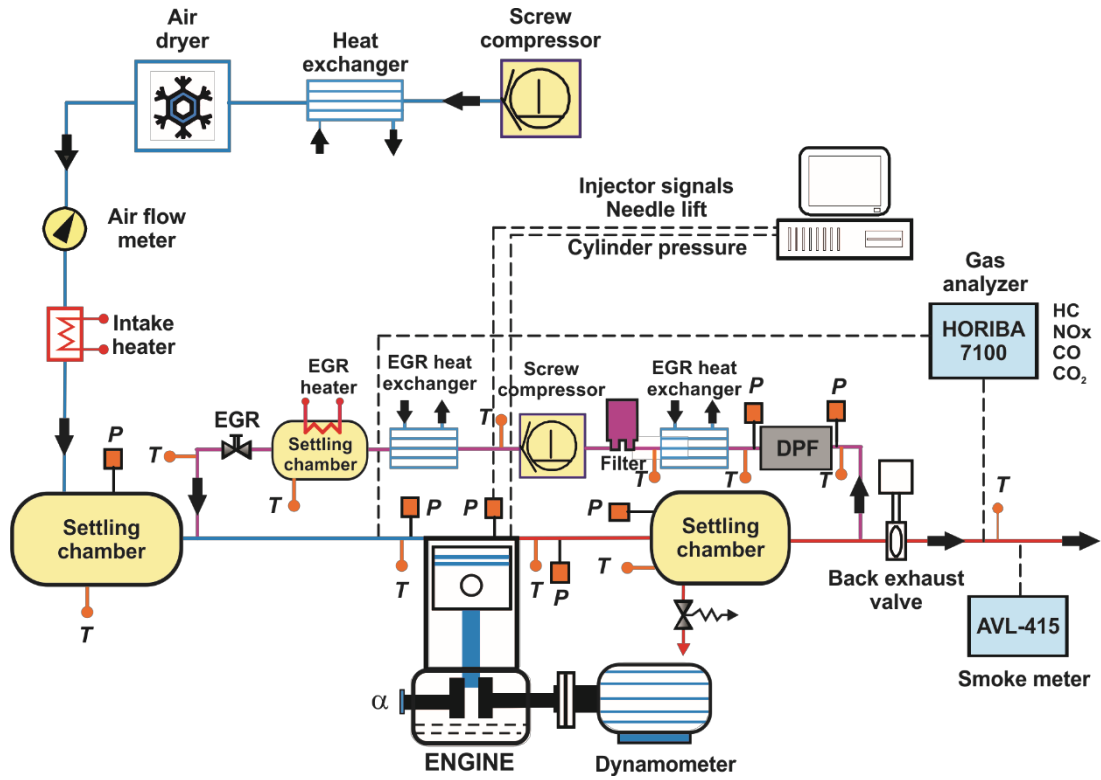 Air
dryer
Heat
exchanger
Screw
compressor
Injector signals
Needle lift
Cylinder pressure
Air flow
meter
Gas
analyzer
HORIBA
7100
HC
NOx
CO
CO₂
Intake
heater
EGR
heater
EGR heat
exchanger
Screw
compressor
EGR heat
exchanger
P
P
P
EGR
T
T
Settling
chamber
Filter
DPF
T
T
T
T
T
Settling
chamber
P
P
P
Settling
chamber
T
T
T
T
P
T
Back exhaust
valve
AVL-415
Smoke meter
α
ENGINE
Dynamometer